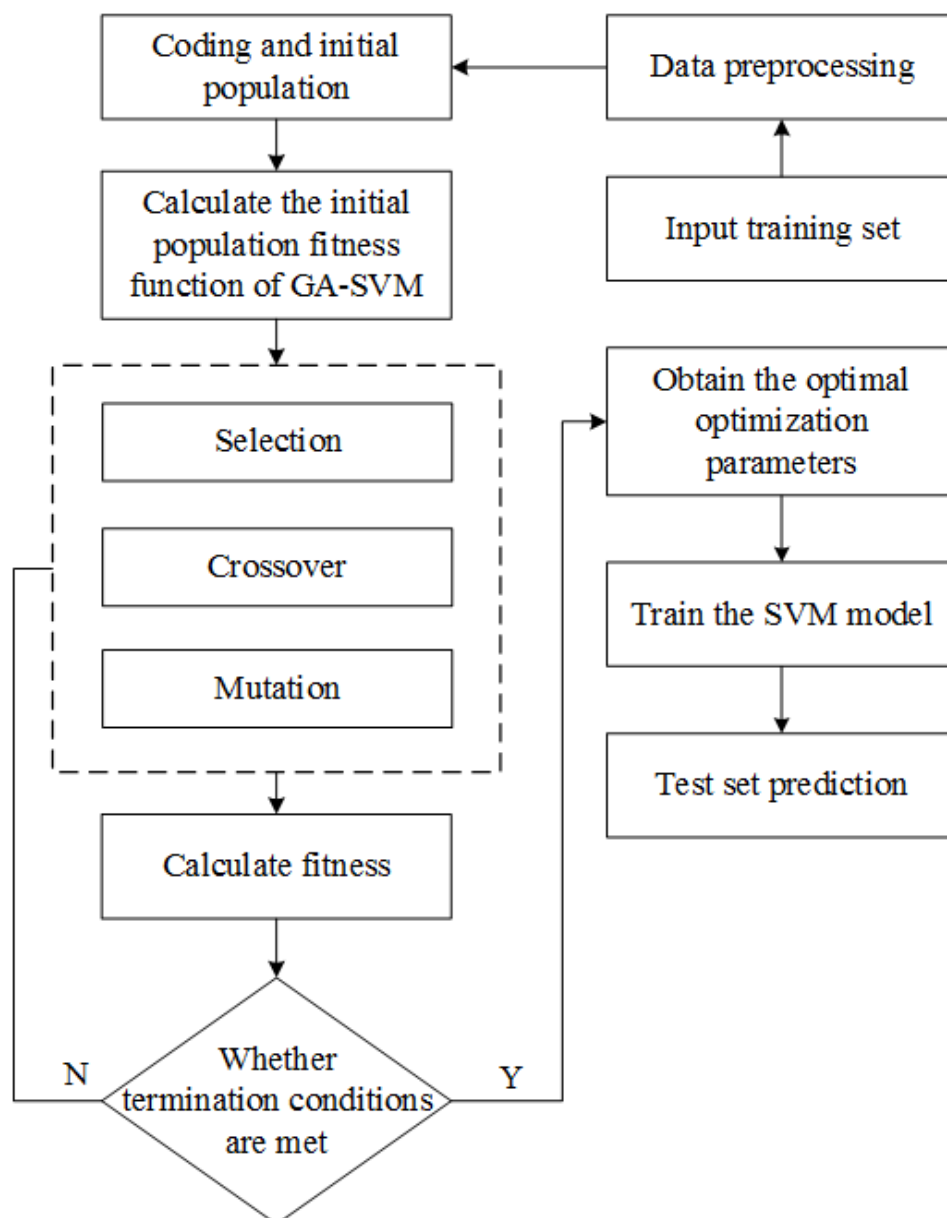 Coding and initial
population
Data preprocessing
Calculate the initial
population fitness
function of GA-SVM
Input training set
Selection
Crossover
Mutation
Obtain the optimal
optimization
parameters
Train the SVM model
Test set prediction
Calculate fitness
N
Whether
termination conditions
are met
Y